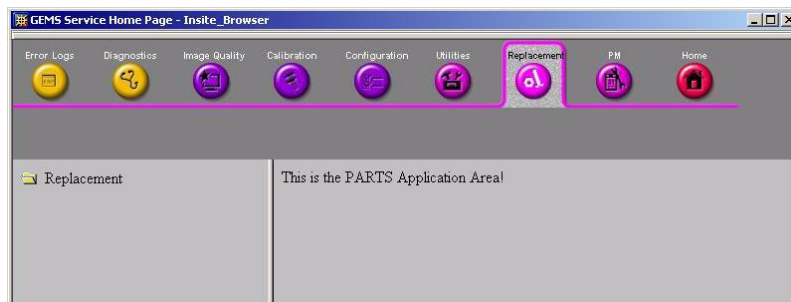 GEMS Service Home Page - Insite_Browser
Error Logs Diagnostics Image Quality Calibration Configuration Utilities Replacement PM Home
Replacement
This is the PARTS Application Area!